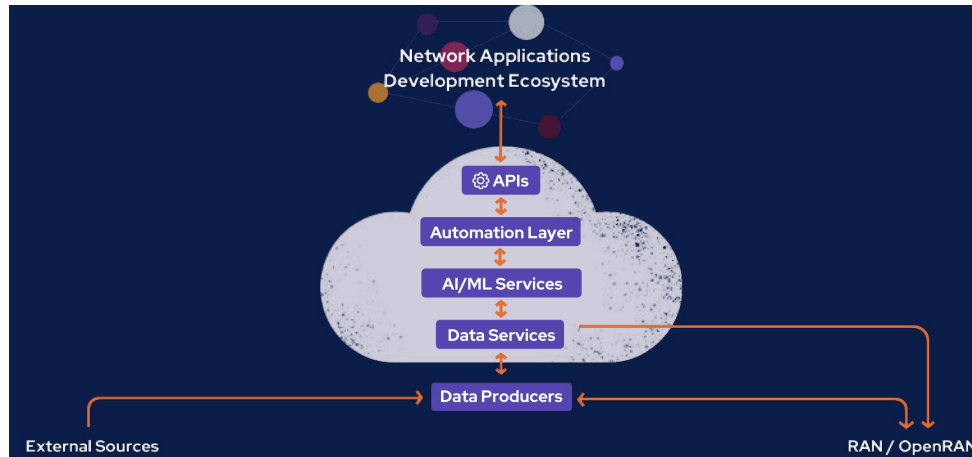 Network Applications
Development Ecosystem
APIs
Automation Layer
AI/ML Services
Data Services
Data Producers
External Sources
RAN / OpenRAN